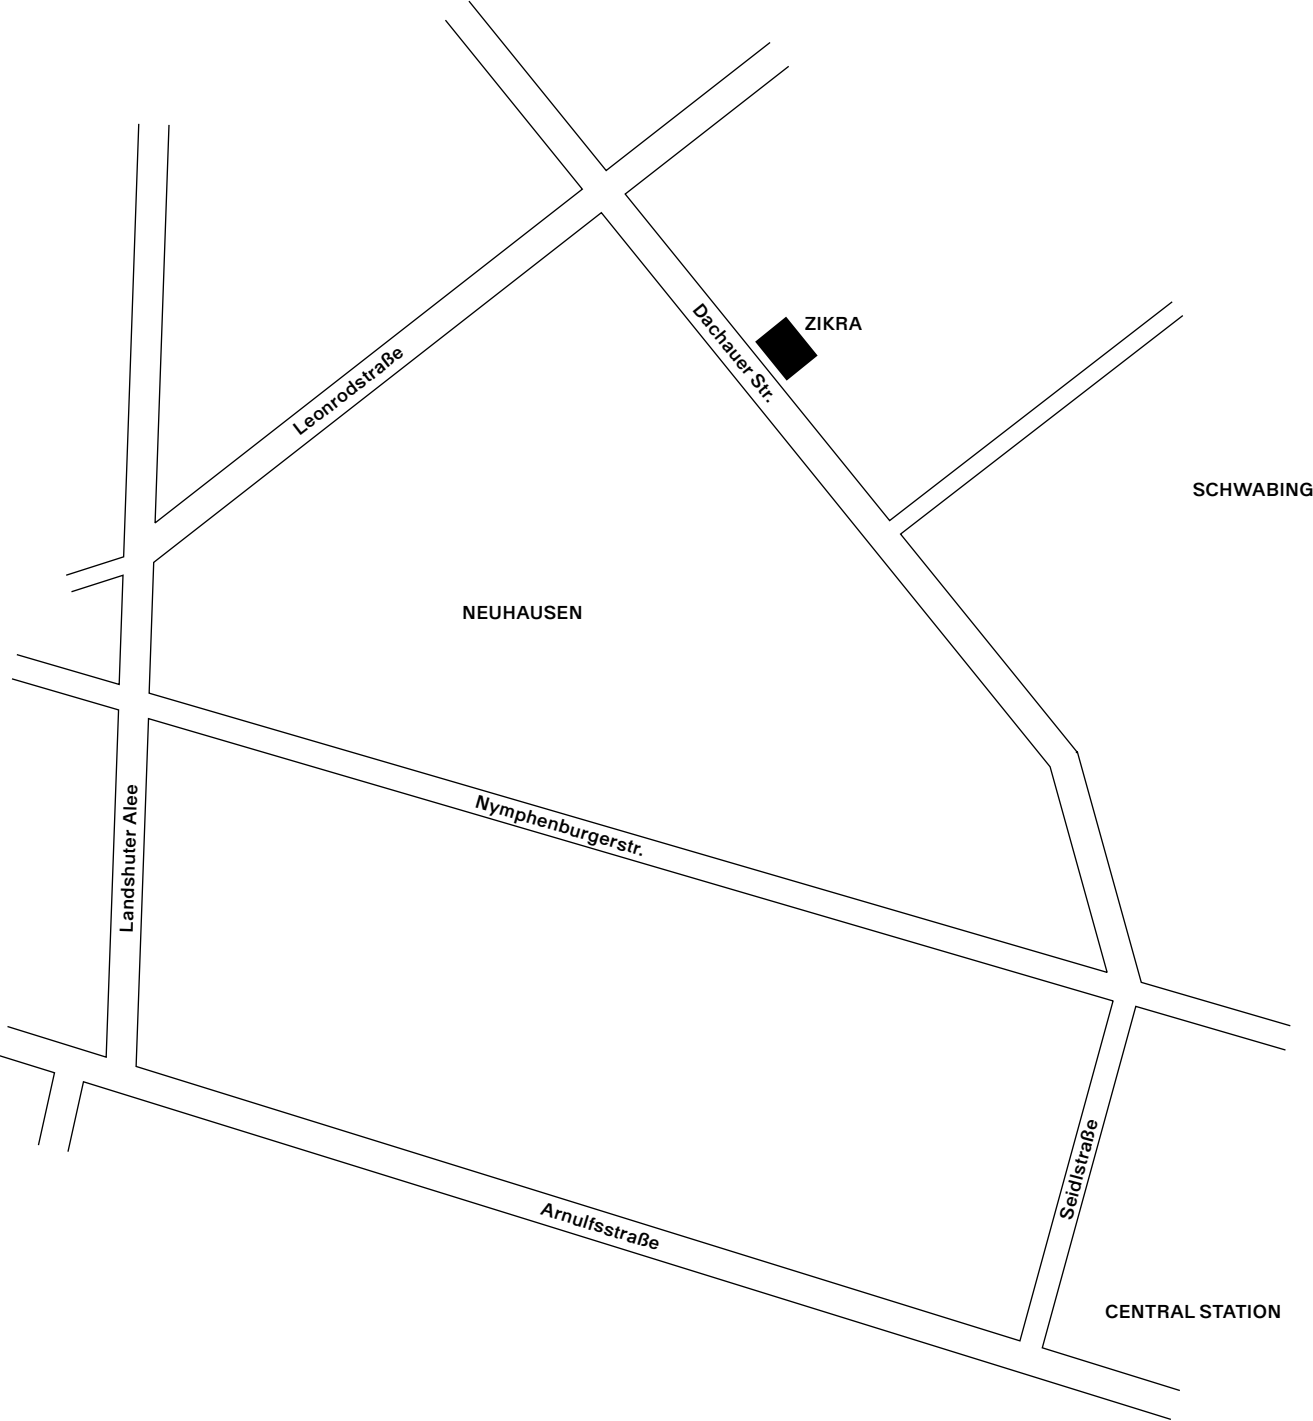 ZIKRA
Dachauer Str.
Leonrodstraße
SCHWABING
NEUHAUSEN
Nymphenburgerstr.
Landshuter Alee
Seidlstraße
Arnulfsstraße
CENTRAL STATION